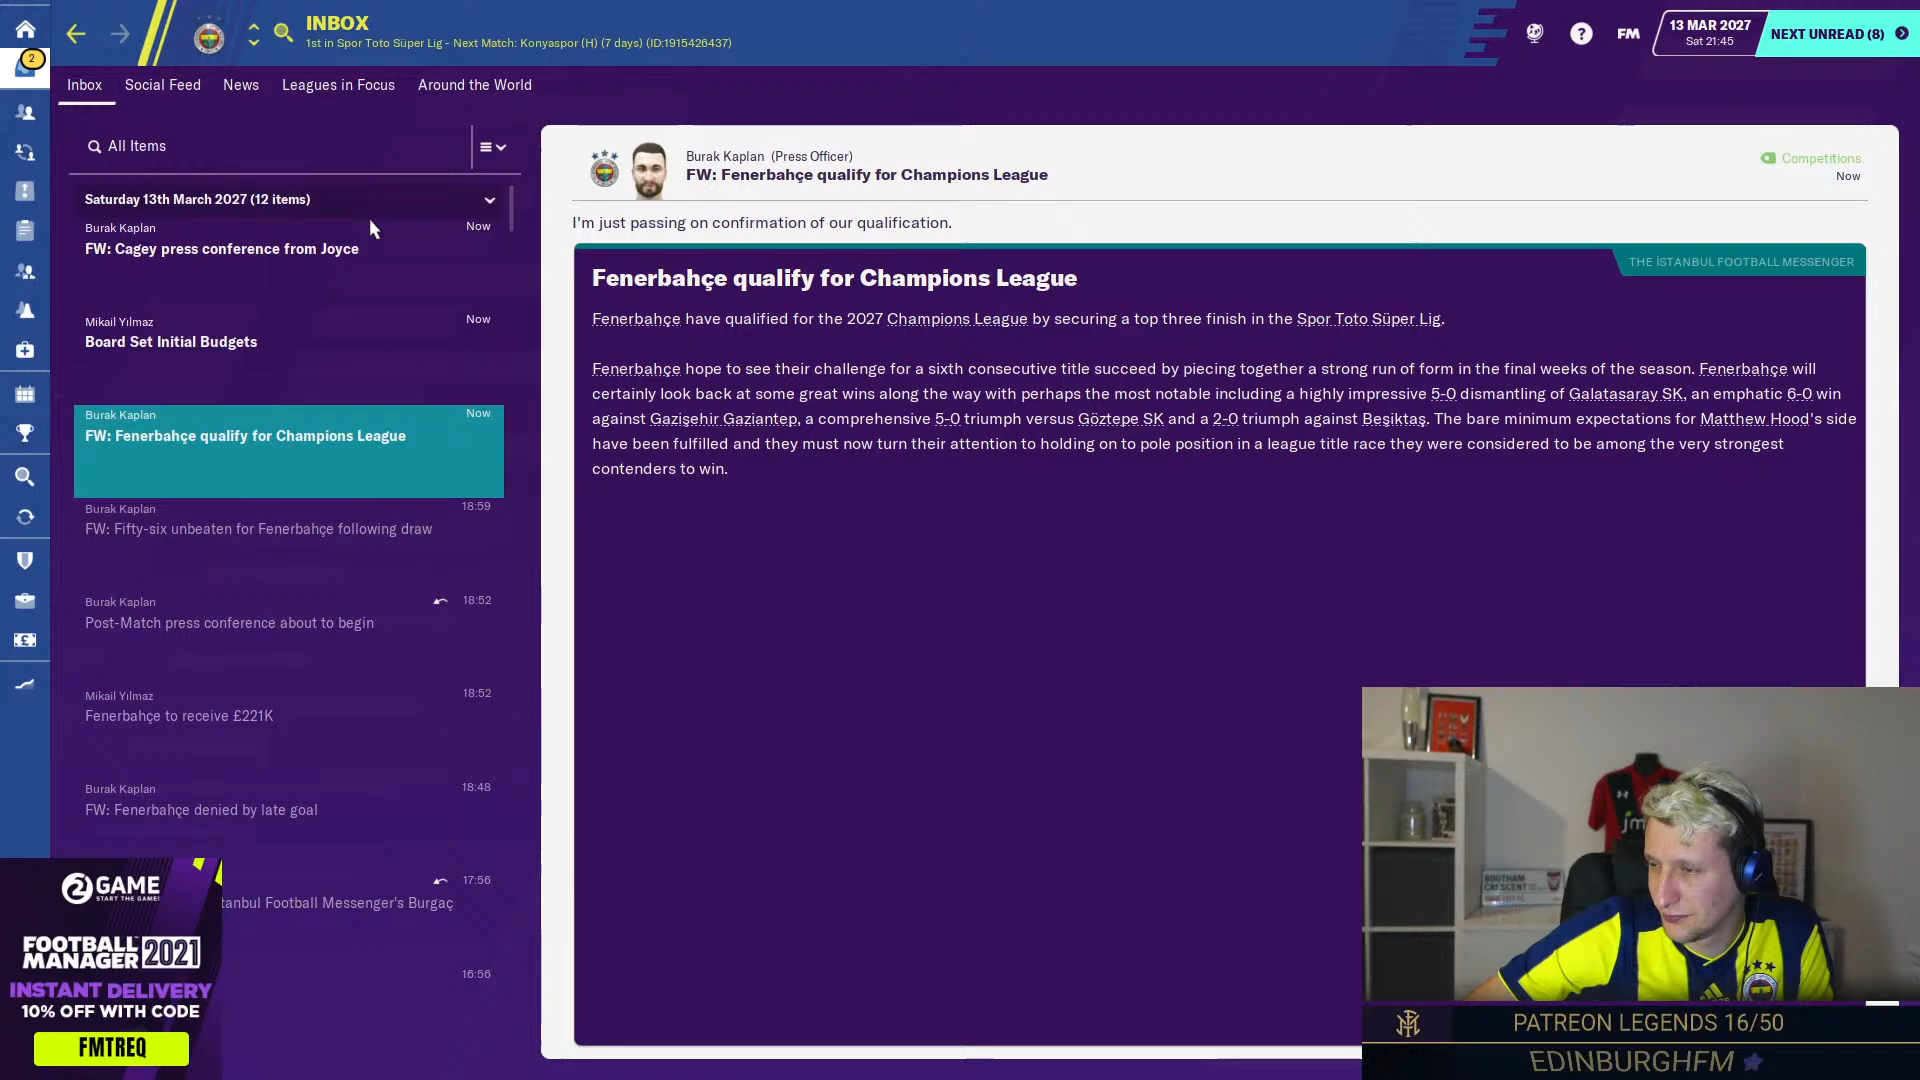 INBOX
1st in Spor Toto Süper Lig - Next Match: Konyaspor (H) (7 days) (ID:1915426437)
FM
13 MAR 2027
Sat 21:45
NEXT UNREAD (8)
2
Inbox
Social Feed
News
Leagues in Focus
Around the World
All Items
Saturday 13th March 2027 (12 items)
Burak Kaplan
Now
FW: Cagey press conference from Joyce
Mikail Yılmaz
Now
Board Set Initial Budgets
Burak Kaplan
Now
FW: Fenerbahçe qualify for Champions League
Burak Kaplan
18:59
FW: Fifty-six unbeaten for Fenerbahçe following draw
Burak Kaplan
18:52
Post-Match press conference about to begin
Mikail Yılmaz
18:52
Fenerbahçe to receive £221K
Burak Kaplan
18:48
FW: Fenerbahçe denied by late goal
17:56
tanbul Football Messenger's Burgaç
16:56
Burak Kaplan (Press Officer)
FW: Fenerbahçe qualify for Champions League
Competitions
Now
I'm just passing on confirmation of our qualification.
THE İSTANBUL FOOTBALL MESSENGER
Fenerbahçe qualify for Champions League
Fenerbahçe have qualified for the 2027 Champions League by securing a top three finish in the Spor Toto Süper Lig.
Fenerbahçe hope to see their challenge for a sixth consecutive title succeed by piecing together a strong run of form in the final weeks of the season. Fenerbahçe will
certainly look back at some great wins along the way with perhaps the most notable including a highly impressive 5-0 dismantling of Galatasaray SK, an emphatic 6-0 win
against Gazişehir Gaziantep, a comprehensive 5-0 triumph versus Göztepe SK and a 2-0 triumph against Beşiktaş. The bare minimum expectations for Matthew Hood's side
have been fulfilled and they must now turn their attention to holding on to pole position in a league title race they were considered to be among the very strongest
contenders to win.
2GAME
START THE GAME!
FOOTBALL
MANAGER 2021
INSTANT DELIVERY
10% OFF WITH CODE
FMTREQ
jm
BOOTHAM
CRESCENT
PATREON LEGENDS 16/50
EDINBURGHFM